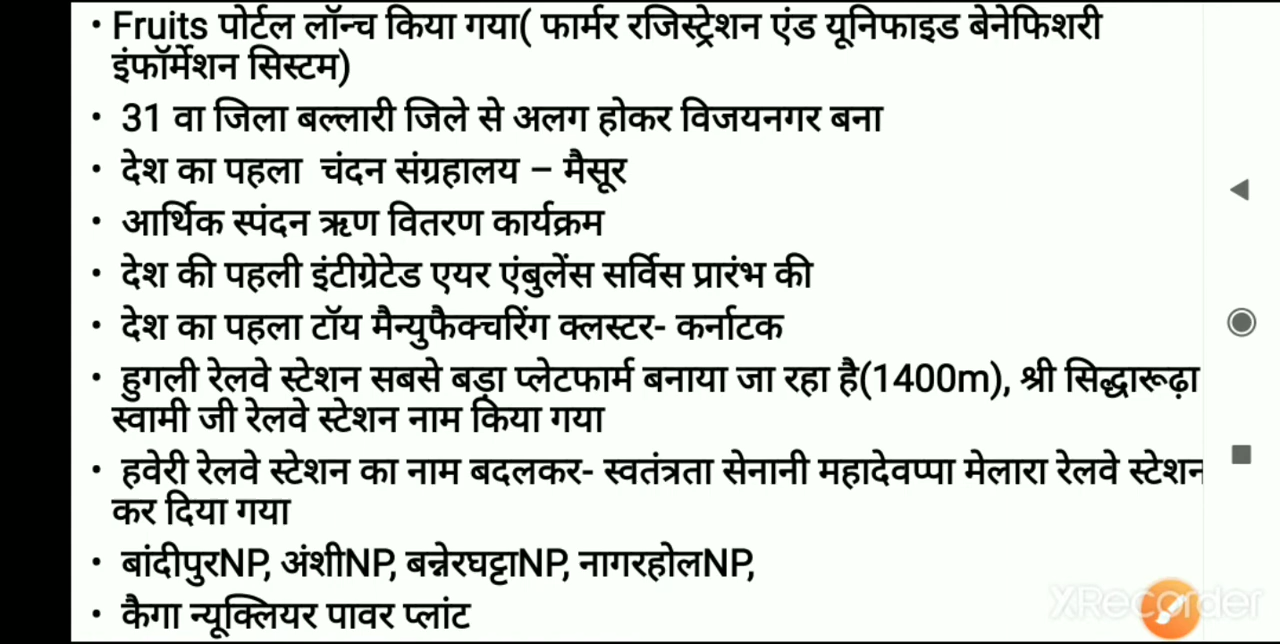 • Fruits पोर्टल लॉन्च किया गया( फार्मर रजिस्ट्रेशन एंड यूनिफाइड बेनेफिशरी
इंफॉर्मेशन सिस्टम)
• 31 वा जिला बल्लारी जिले से अलग होकर विजयनगर बना
• देश का पहला चंदन संग्रहालय – मैसूर
• आर्थिक स्पंदन ऋण वितरण कार्यक्रम
• देश की पहली इंटीग्रेटेड एयर एंबुलेंस सर्विस प्रारंभ की
• देश का पहला टॉय मैन्युफैक्चरिंग क्लस्टर- कर्नाटक
• हुगली रेलवे स्टेशन सबसे बड़ा प्लेटफार्म बनाया जा रहा है(1400m), श्री सिद्धारूढ़ा
स्वामी जी रेलवे स्टेशन नाम किया गया
• हवेरी रेलवे स्टेशन का नाम बदलकर- स्वतंत्रता सेनानी महादेवप्पा मेलारा रेलवे स्टेशन
कर दिया गया
• बांदीपुरNP, अंशीNP, बन्नेरघट्टाNP, नागरहोलNP,
• कैगा न्यूक्लियर पावर प्लांट
XRecorder